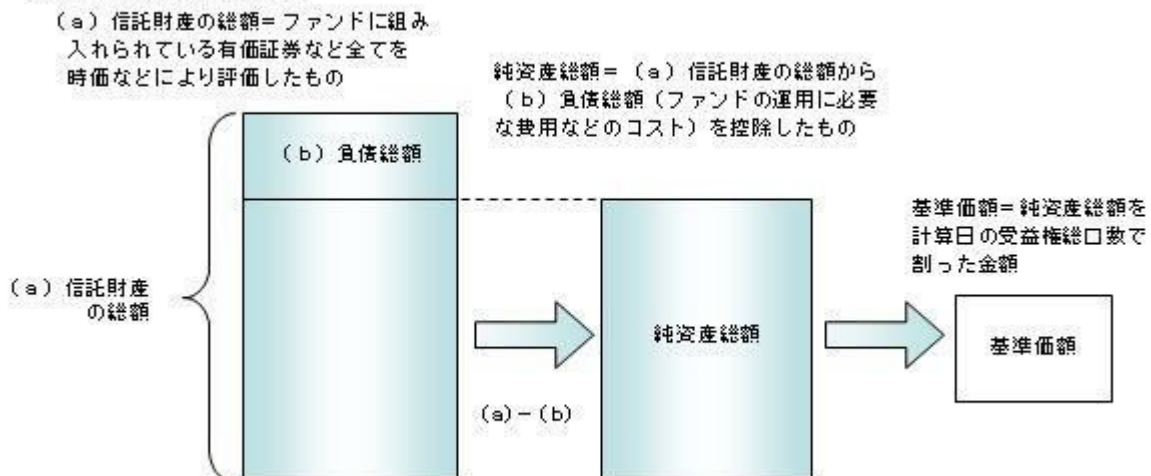 (a)信託財産の総額=ファンドに組み
入れられている有価証券など全てを
時価などにより評価したもの
純資産総額=(a)信託財産の総額から
(b)負債総額(ファンドの運用に必要
な費用などのコスト)を控除したもの
(b)負債総額
基準価額=純資産総額を
計算日の受益権総口数で
割った金額
(a)信託財産
の総額
純資産総額
基準価額
(a)-(b)